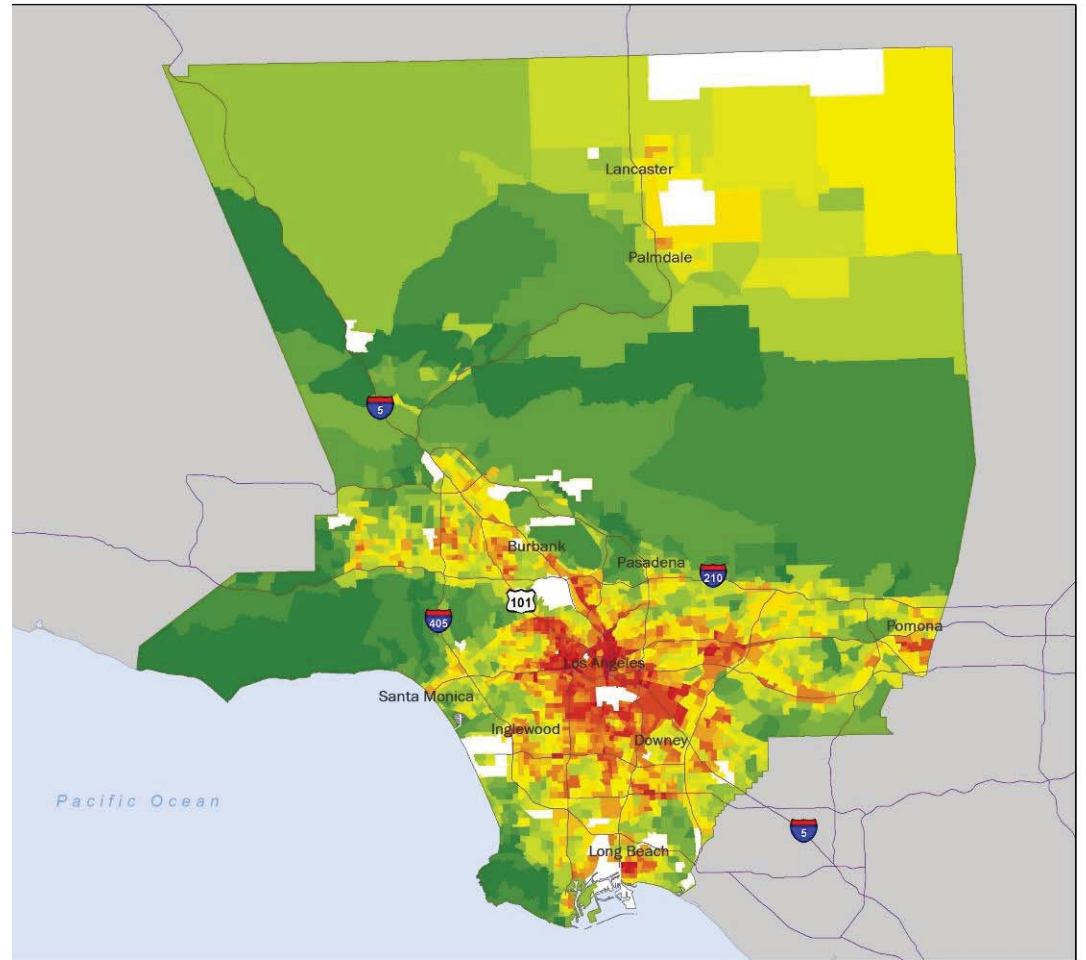 Lancaster
Palmdale
5
Burbank
Pasadena
210
101
405
Pomona
Los Angeles
Santa Monica
Inglewood
Downey
Pacific Ocean
5
Long Beach